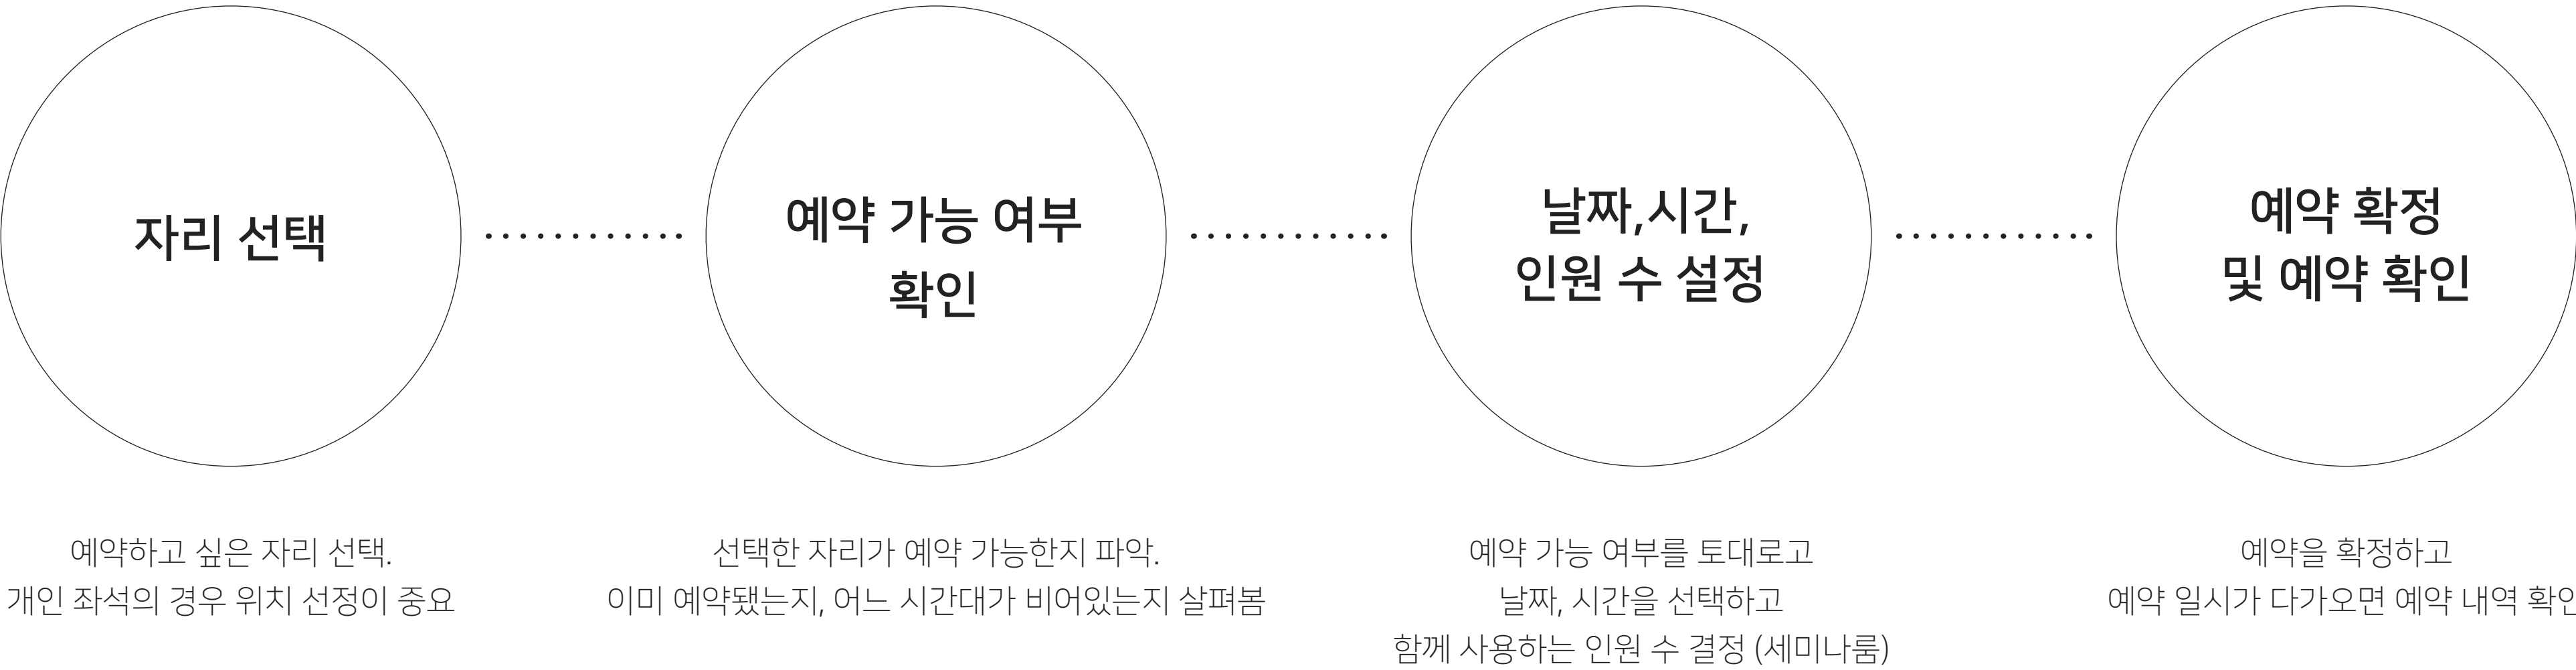 자리 선택
예약 가능 여부
확인
날짜,시간,
인원 수 설정
예약 확정
및 예약 확인
예약하고 싶은 자리 선택.
개인 좌석의 경우 위치 선정이 중요
선택한 자리가 예약 가능한지 파악.
이미 예약됐는지, 어느 시간대가 비어있는지 살펴봄
예약 가능 여부를 토대로고
날짜, 시간을 선택하고
함께 사용하는 인원 수 결정 (세미나룸)
예약을 확정하고
예약 일시가 다가오면 예약 내역 확인